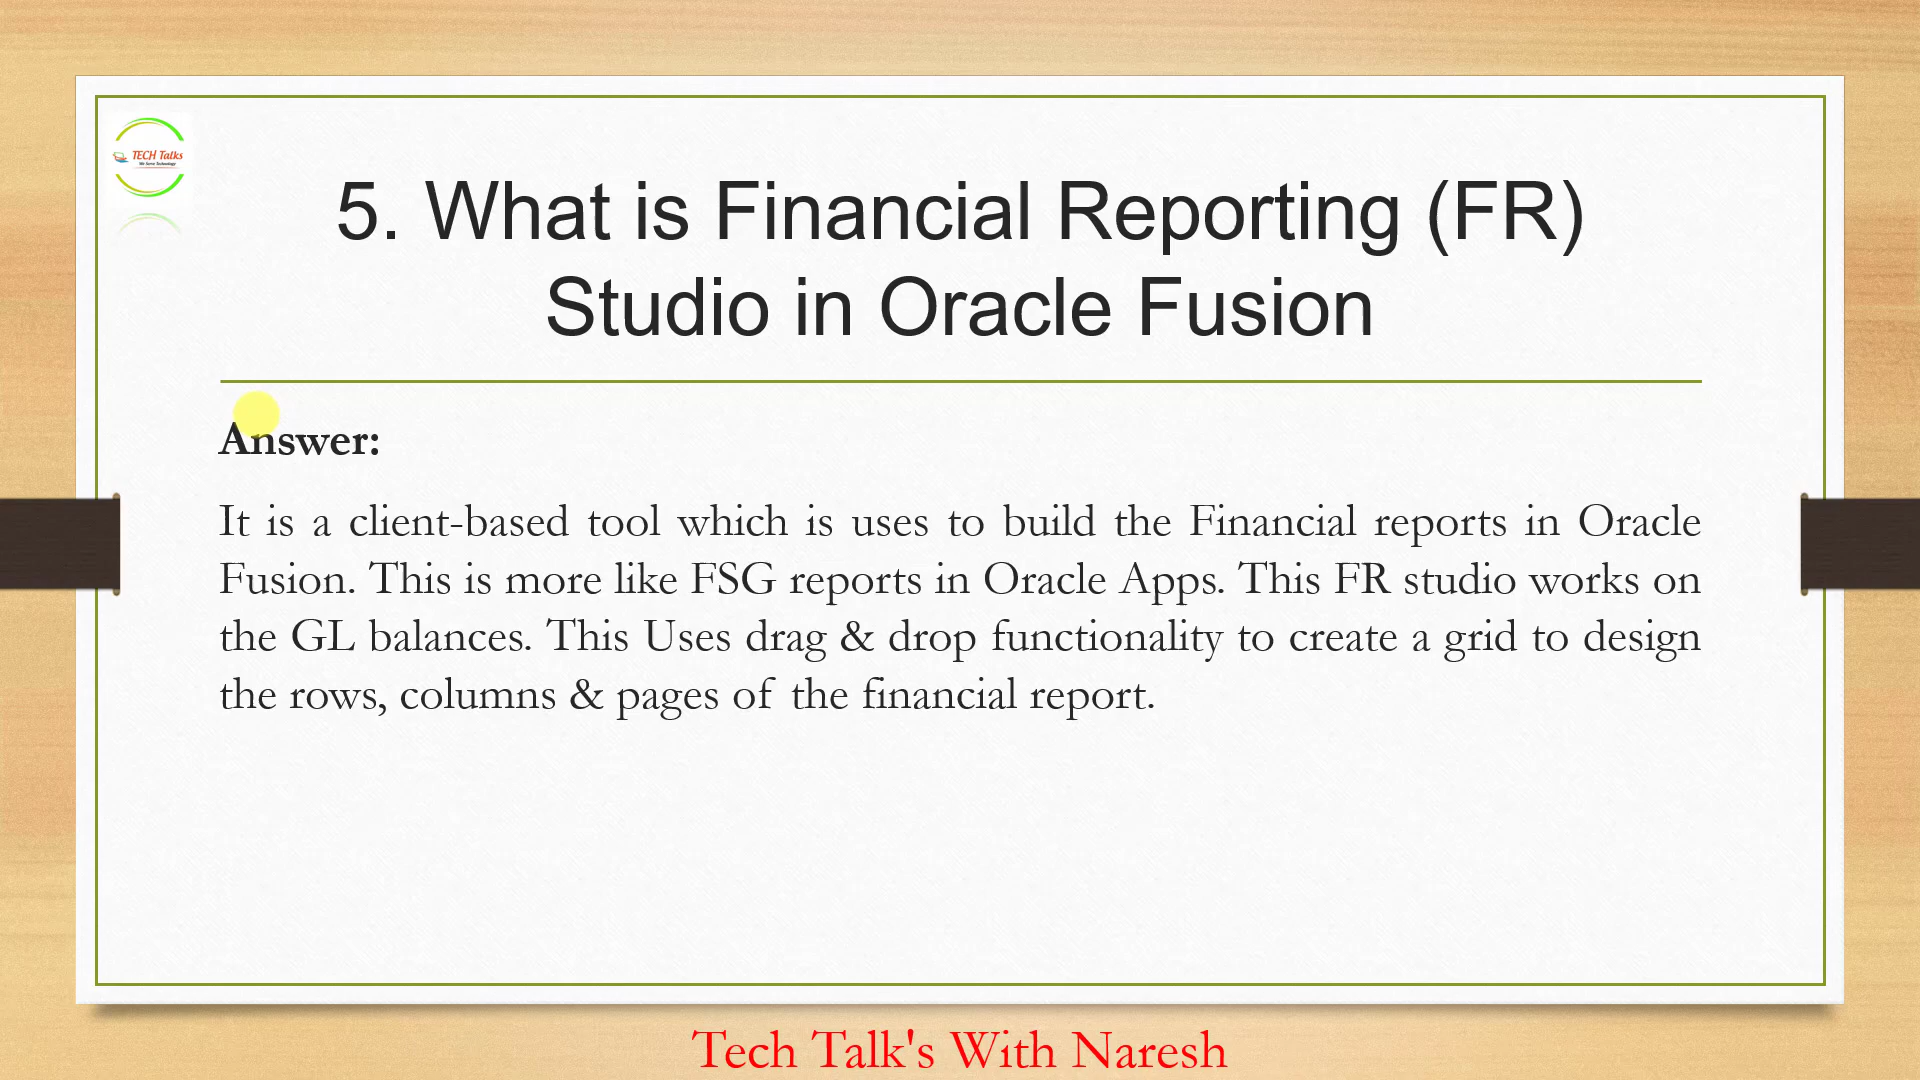 TECH Talks
We Serve Technology
5. What is Financial Reporting (FR)
Studio in Oracle Fusion
Answer:
It is a client-based tool which is uses to build the Financial reports in Oracle
Fusion. This is more like FSG reports in Oracle Apps. This FR studio works on
the GL balances. This Uses drag & drop functionality to create a grid to design
the rows, columns & pages of the financial report.
Tech Talk's With Naresh